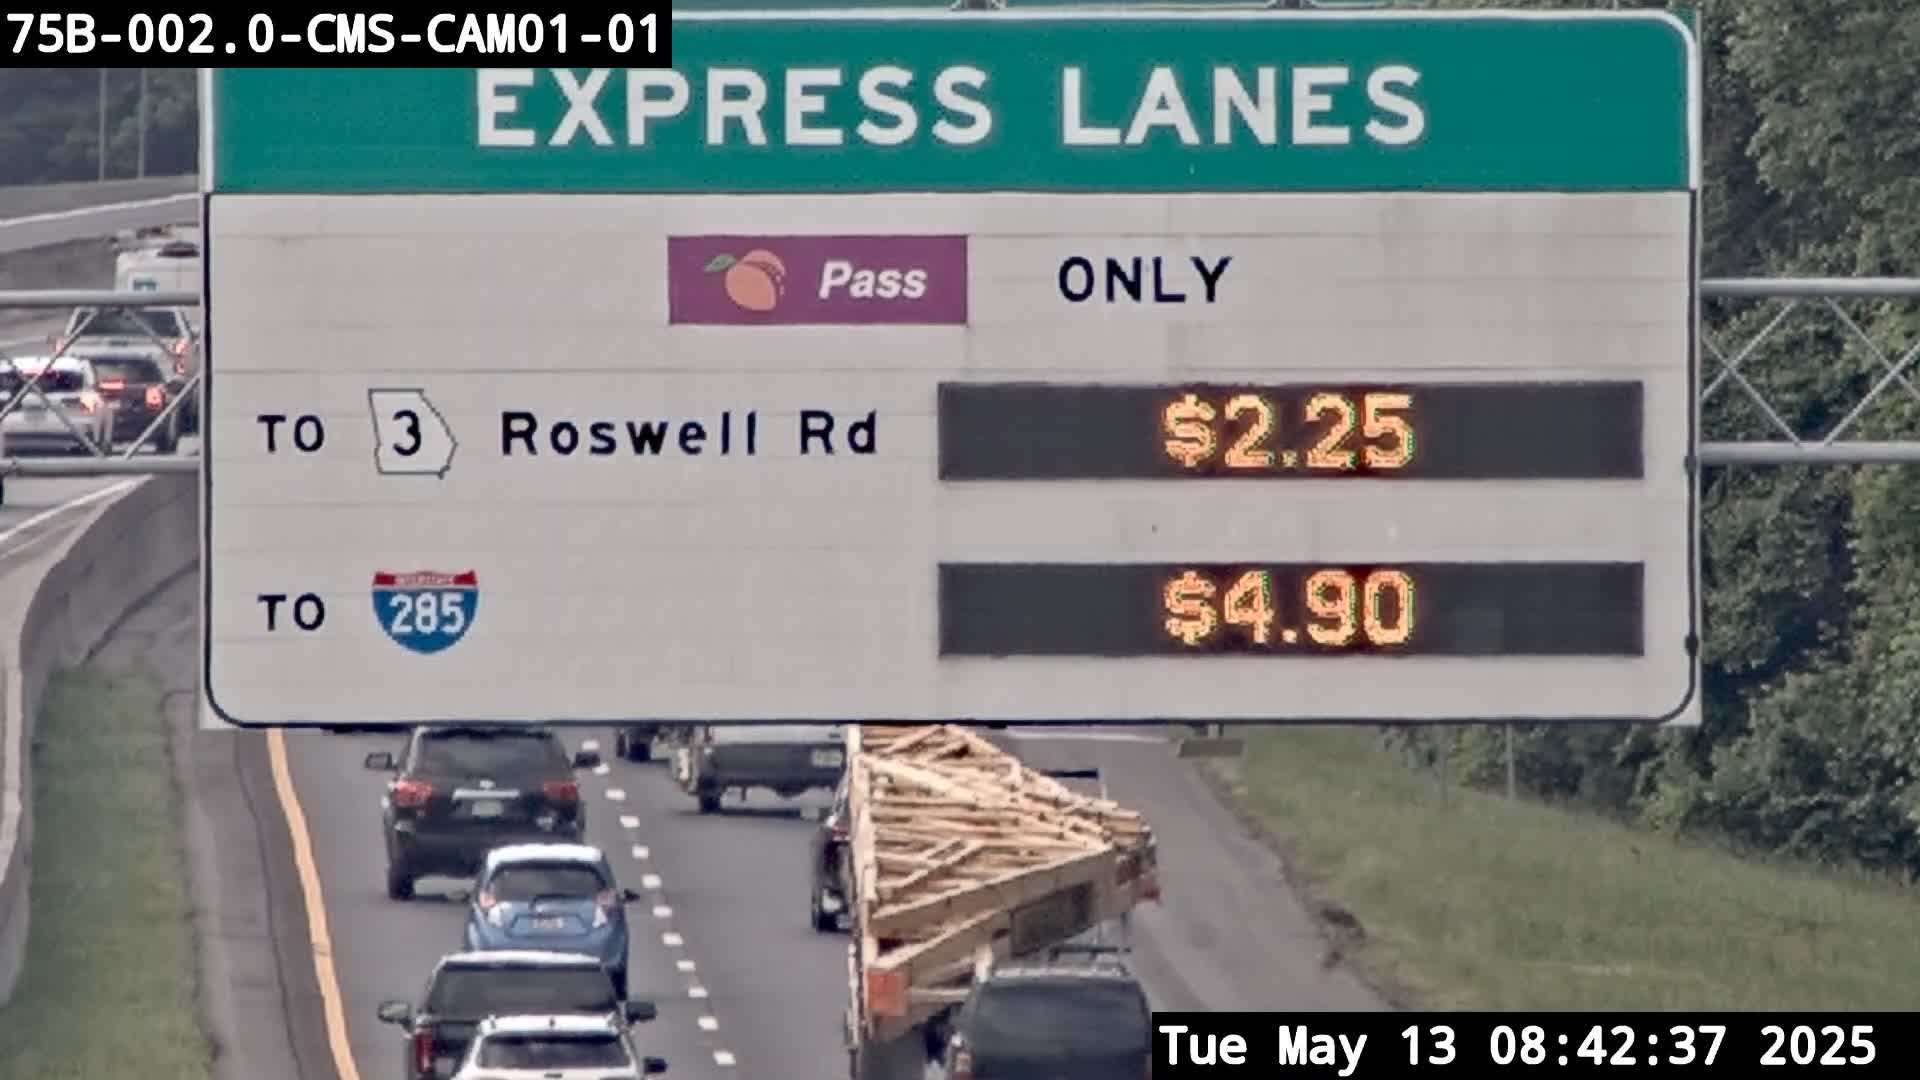 75B-002.0-CMS-CAM01-01
EXPRESS LANES
Pass ONLY
TO 3 Roswell Rd $2.25
INTERSTATE
TO 285 $4.90
Tue May 13 08:42:37 2025